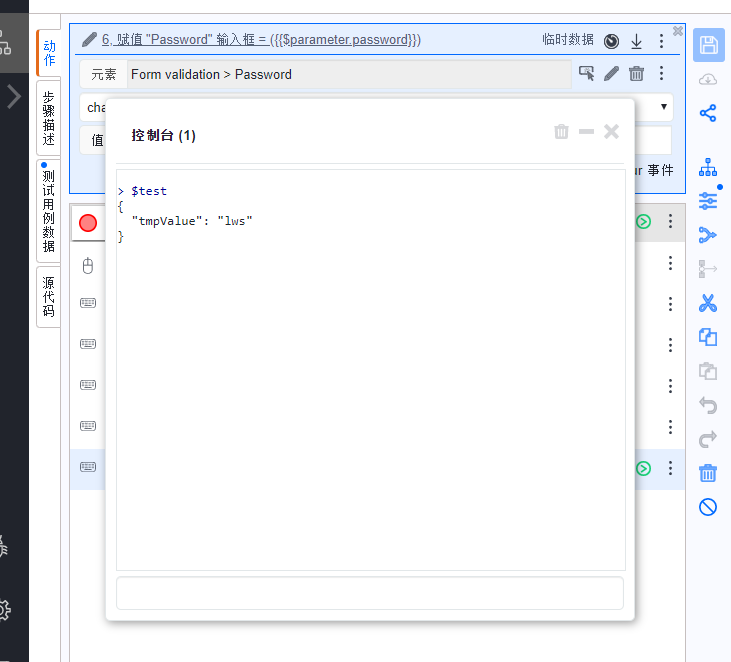 动作
步骤描述
测试用例数据
源代码
6, 赋值 "Password" 输入框 = ({{$parameter.password}})
临时数据
元素
Form validation > Password
cha
值
ur 事件
控制台 (1)
> $test
{
"tmpValue": "lws"
}